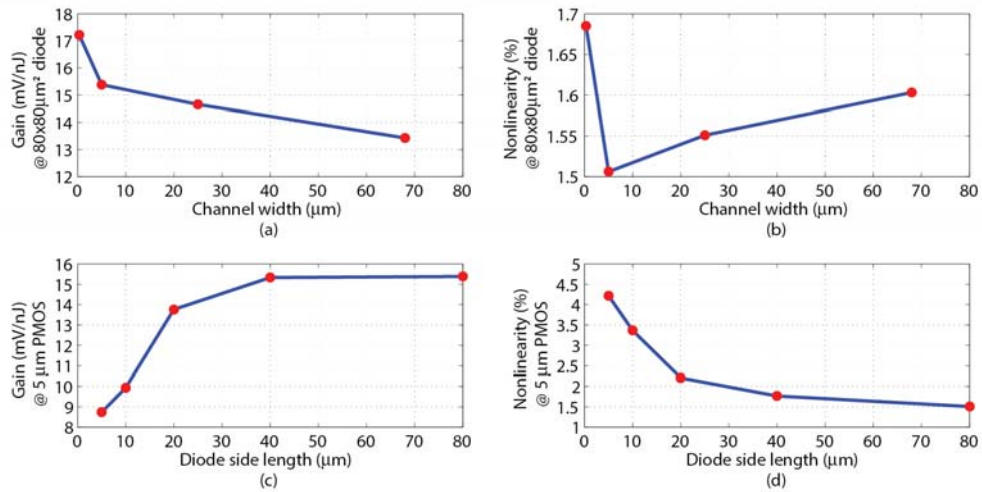 Gain (mV/nJ)
@ 80x80µm² diode
18
17
16
15
14
13
12
0 10 20 30 40 50 60 70 80
Channel width (µm)
(a)
Nonlinearity (%)
@ 80x80µm² diode
1.7
1.65
1.6
1.55
1.5
0 10 20 30 40 50 60 70 80
Channel width (µm)
(b)
Gain (mV/nJ)
@ 5 µm PMOS
16
15
14
13
12
11
10
9
8
0 10 20 30 40 50 60 70 80
Diode side length (µm)
(c)
Nonlinearity (%)
@ 5 µm PMOS
5
4.5
4
3.5
3
2.5
2
1.5
1
0 10 20 30 40 50 60 70 80
Diode side length (µm)
(d)